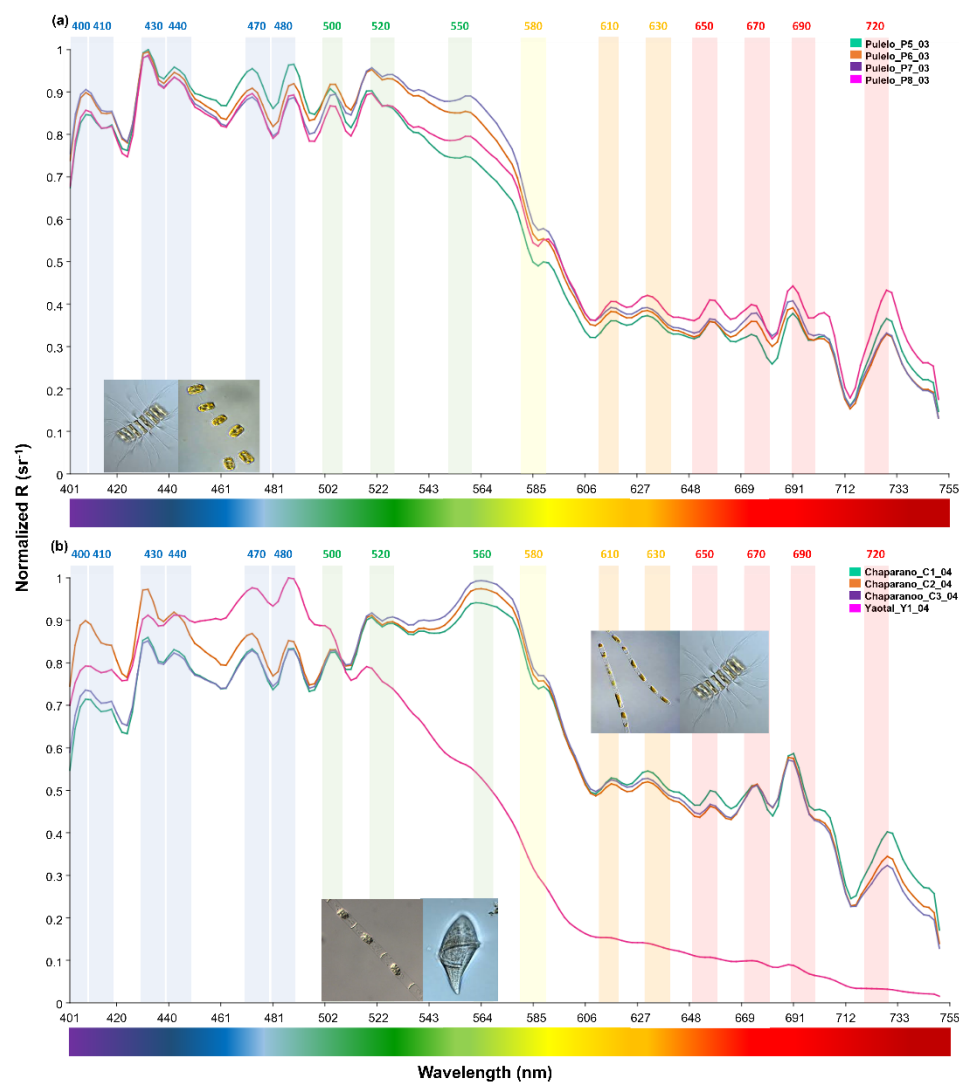 (a)
400 410 430 440 470 480 500 520 550 580 610 630 650 670 690 720
Pulelo_P5_03
Pulelo_P6_03
Pulelo_P7_03
Pulelo_P8_03
1
0.9
0.8
0.7
0.6
0.5
0.4
0.3
0.2
0.1
0
401 420 440 461 481 502 522 543 564 585 606 627 648 669 691 712 733 755
Normalized R (sr⁻¹)
(b)
400 410 430 440 470 480 500 520 560 580 610 630 650 670 690 720
Chaparano_C1_04
Chaparano_C2_04
Chaparanoo_C3_04
Yaotai_Y1_04
1
0.9
0.8
0.7
0.6
0.5
0.4
0.3
0.2
0.1
0
401 420 440 461 481 502 522 543 564 585 606 627 648 669 691 712 733 755
Wavelength (nm)